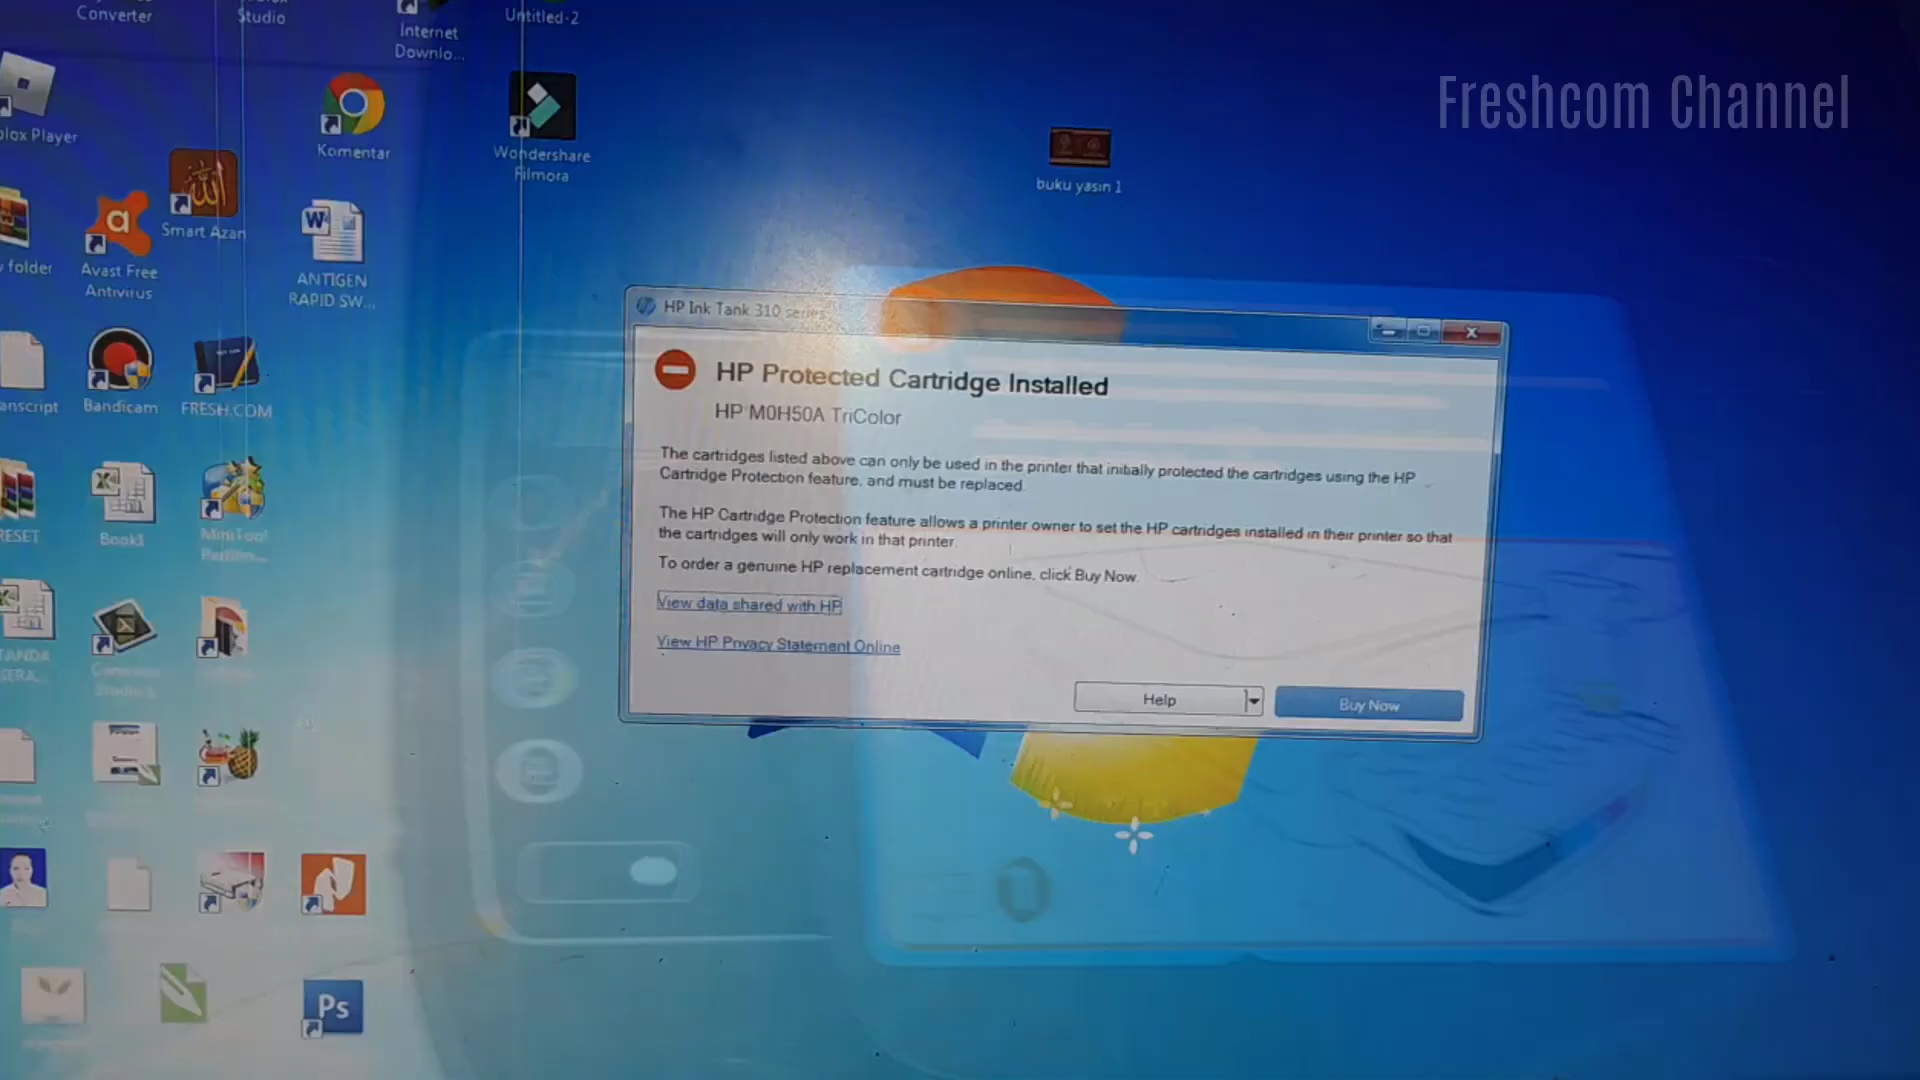 Converter
Studio
Internet
Downlo...
Untitled-2
Freshcom Channel
Player
Komentar
Wondershare
Filmora
buku yasin 1
Smart Azan
folder
Avast Free
Antivirus
ANTIGEN
RAPID SW...
Bandicam
FRESH.COM
RESET
Book1
MiniTool
Partition...
HP Ink Tank 310 series
HP Protected Cartridge Installed
HP M0H50A TriColor
The cartridges listed above can only be used in the printer that initially protected the cartridges using the HP
Cartridge Protection feature, and must be replaced.
The HP Cartridge Protection feature allows a printer owner to set the HP cartridges installed in their printer so that
the cartridges will only work in that printer.
To order a genuine HP replacement cartridge online, click Buy Now.
View data shared with HP
View HP Privacy Statement Online
Help
Buy Now
Ps